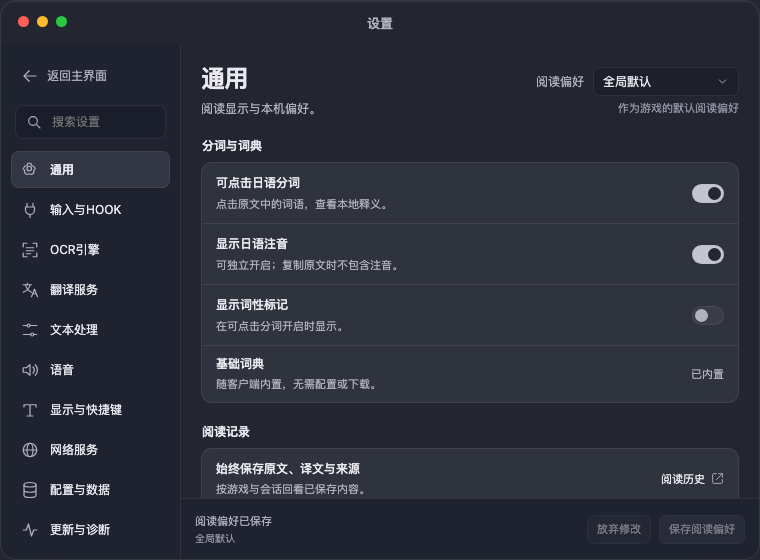 设置
返回主界面
搜索设置
通用
输入与HOOK
OCR引擎
翻译服务
文本处理
语音
显示与快捷键
网络服务
配置与数据
更新与诊断
通用
阅读显示与本机偏好。
阅读偏好
全局默认
作为游戏的默认阅读偏好
分词与词典
可点击日语分词
点击原文中的词语，查看本地释义。
显示日语注音
可独立开启；复制原文时不包含注音。
显示词性标记
在可点击分词开启时显示。
基础词典
随客户端内置，无需配置或下载。
已内置
阅读记录
始终保存原文、译文与来源
按游戏与会话回看已保存内容。
阅读历史
阅读偏好已保存
全局默认
放弃修改
保存阅读偏好